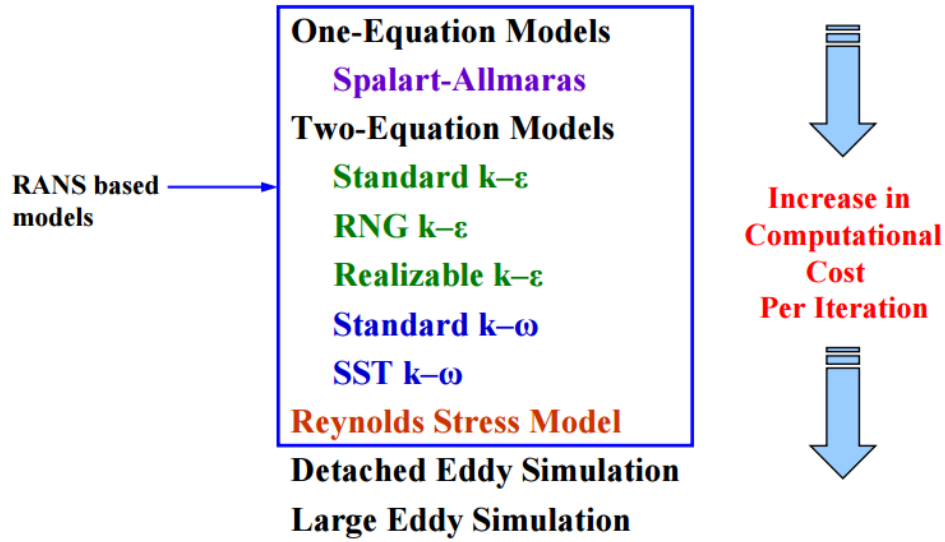 One-Equation Models
Spalart-Allmaras
Two-Equation Models
Standard k–ε
RNG k–ε
Realizable k–ε
Standard k–ω
SST k–ω
Reynolds Stress Model
Detached Eddy Simulation
Large Eddy Simulation
RANS based
models
Increase in
Computational
Cost
Per Iteration